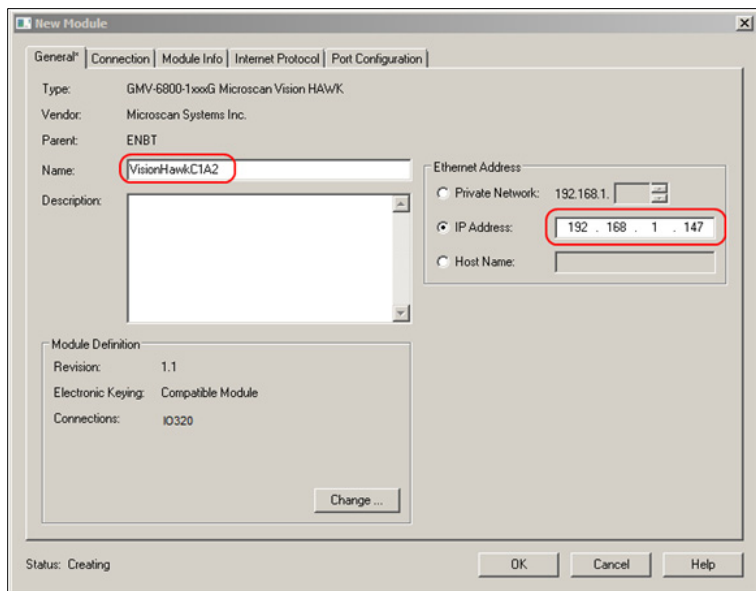 New Module
General* Connection Module Info Internet Protocol Port Configuration
Type: GMV-6800-1xxxG Microscan Vision HAWK
Vendor: Microscan Systems Inc.
Parent: ENBT
Name: VisionHawkC1A2
Description:
Ethernet Address
Private Network: 192.168.1.
IP Address: 192 . 168 . 1 . 147
Host Name:
Module Definition
Revision: 1.1
Electronic Keying: Compatible Module
Connections: IO320
Change ...
Status: Creating
OK Cancel Help